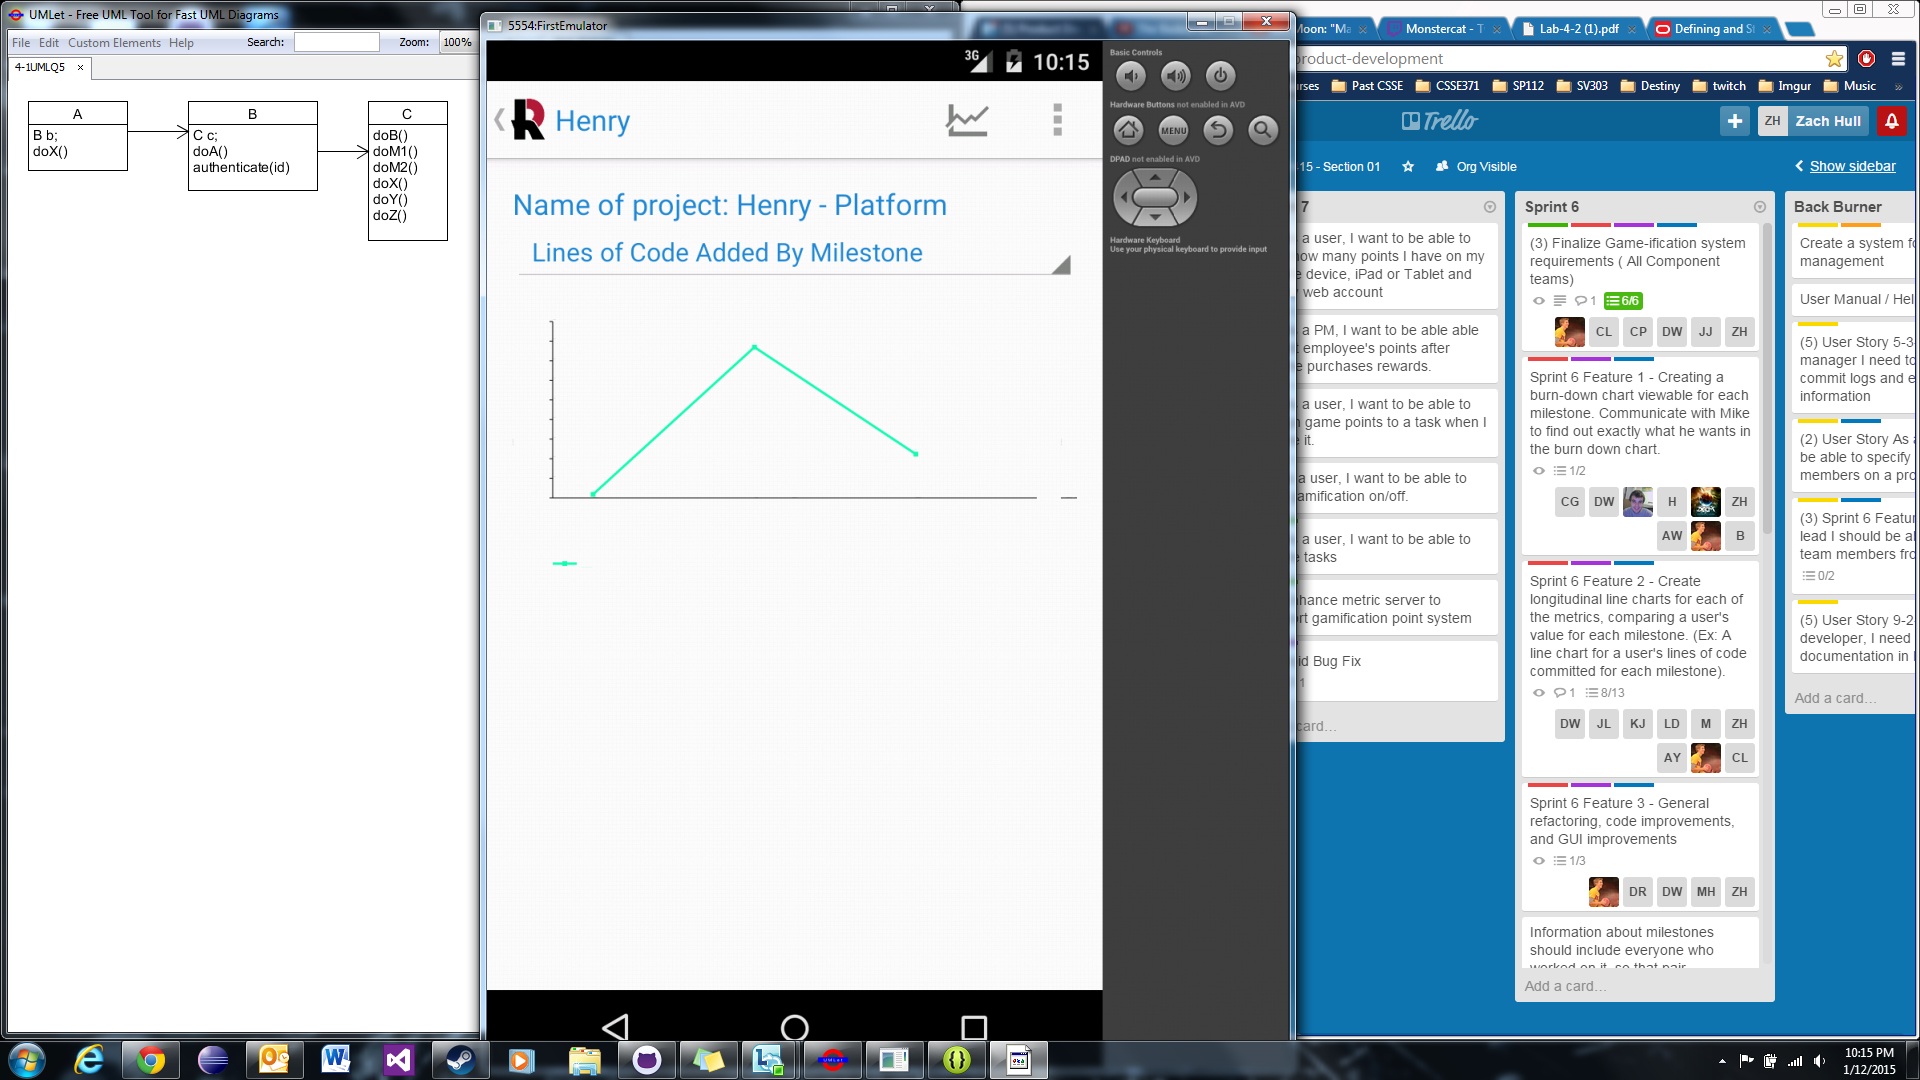 UMLet - Free UML Tool for Fast UML Diagrams
File Edit Custom Elements Help Search: Zoom: 100%
4-1UMLQ5
A
B b;
doX()
B
C c;
doA()
authenticate(id)
C
doB()
doM1()
doM2()
doX()
doY()
doZ()
5554:FirstEmulator
3G 10:15
Henry
Name of project: Henry - Platform
Lines of Code Added By Milestone
Basic Controls
Hardware Buttons not enabled in AVD
MENU
DPAD not enabled in AVD
Hardware Keyboard
Use your physical keyboard to provide input
Moon: "Ma
Monstercat - T
Lab-4-2 (1).pdf
Defining and St
product-development
rses Past CSSE CSSE371 SP112 SV303 Destiny twitch Imgur Music »
Trello
ZH Zach Hull
-15 - Section 01 Org Visible Show sidebar
7
a user, I want to be able to
now many points I have on my
e device, iPad or Tablet and
web account
a PM, I want to be able able
t employee's points after
e purchases rewards.
a user, I want to be able to
n game points to a task when I
it.
a user, I want to be able to
amification on/off.
a user, I want to be able to
e tasks
nhance metric server to
ort gamification point system
id Bug Fix
1
card…
Sprint 6
(3) Finalize Game-ification system
requirements ( All Component
teams)
1 6/6
CL CP DW JJ ZH
Sprint 6 Feature 1 - Creating a
burn-down chart viewable for each
milestone. Communicate with Mike
to find out exactly what he wants in
the burn down chart.
1/2
CG DW H ZH
AW B
Sprint 6 Feature 2 - Create
longitudinal line charts for each of
the metrics, comparing a user's
value for each milestone. (Ex: A
line chart for a user's lines of code
committed for each milestone).
1 8/13
DW JL KJ LD M ZH
AY CL
Sprint 6 Feature 3 - General
refactoring, code improvements,
and GUI improvements
1/3
DR DW MH ZH
Information about milestones
should include everyone who
worked on it, so that pair
Add a card…
Back Burner
Create a system fo
management
User Manual / Hel
(5) User Story 5-3-
manager I need to
commit logs and e
information
(2) User Story As a
be able to specify
members on a pro
(3) Sprint 6 Featur
lead I should be a
team members fro
0/2
(5) User Story 9-2-
developer, I need
documentation in
Add a card…
10:15 PM
1/12/2015